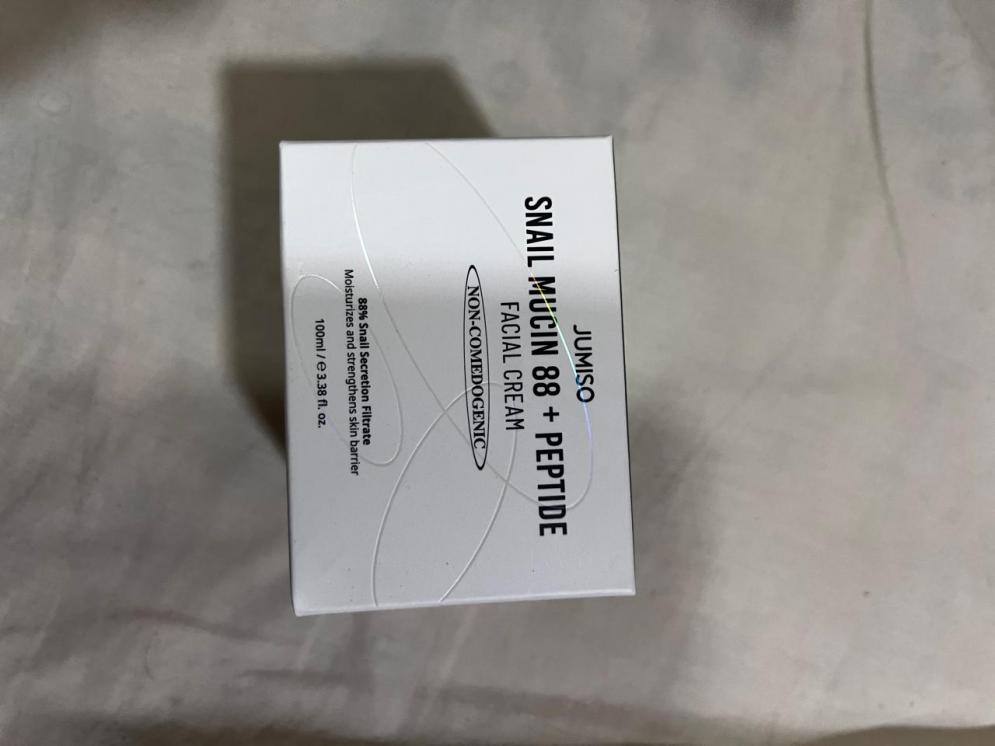 JUMISO
SNAIL MUCIN 88 + PEPTIDE
FACIAL CREAM
NON-COMEDOGENIC
88% Snail Secretion Filtrate
Moisturizes and strengthens skin barrier
100ml / ℮ 3.38 fl. oz.